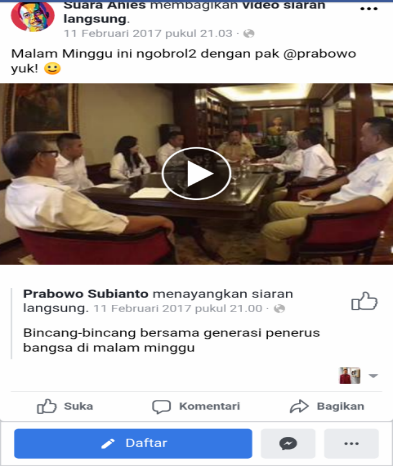 Suara Anies membagikan video siaran
langsung.
11 Februari 2017 pukul 21.03 ·
Malam Minggu ini ngobrol2 dengan pak @prabowo
yuk! 😉
Prabowo Subianto menayangkan siaran
langsung. 11 Februari 2017 pukul 21.00 ·
Bincang-bincang bersama generasi penerus
bangsa di malam minggu
Suka
Komentari
Bagikan
Daftar